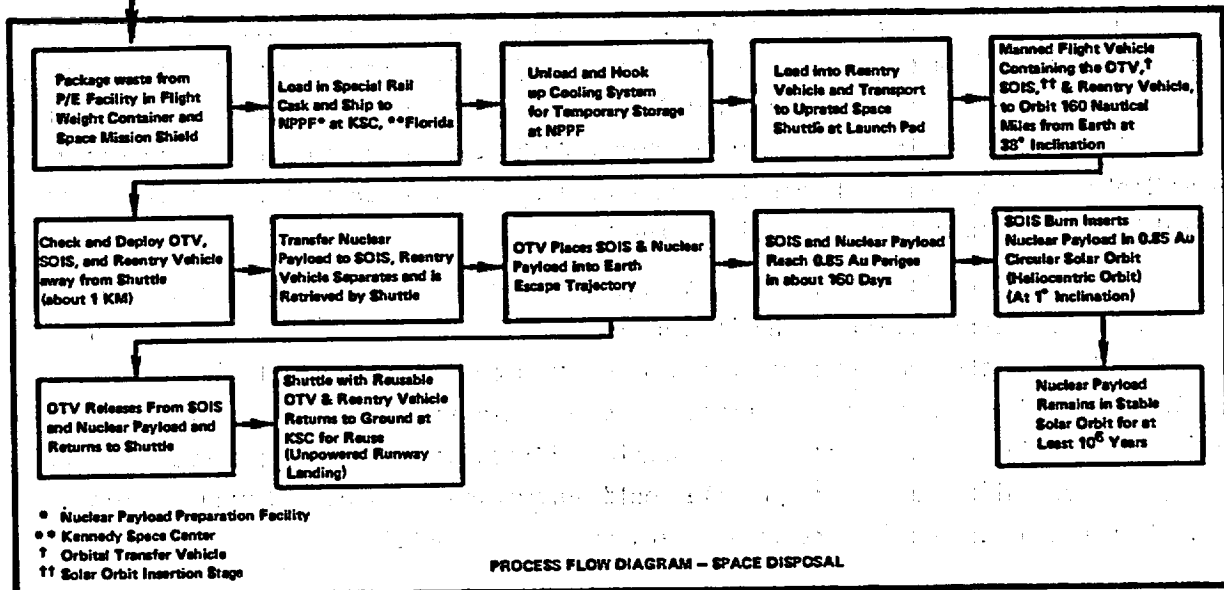 Package waste from
P/E Facility in Flight
Weight Container and
Space Mission Shield
Load in Special Rail
Cask and Ship to
NPPF* at KSC, **Florida
Unload and Hook
up Cooling System
for Temporary Storage
at NPPF
Load into Reentry
Vehicle and Transport
to Uprated Space
Shuttle at Launch Pad
Manned Flight Vehicle
Containing the OTV,†
SOIS,†† & Reentry Vehicle,
to Orbit 160 Nautical
Miles from Earth at
38° Inclination
Check and Deploy OTV,
SOIS, and Reentry Vehicle
away from Shuttle
(about 1 KM)
Transfer Nuclear
Payload to SOIS, Reentry
Vehicle Separates and is
Retrieved by Shuttle
OTV Places SOIS & Nuclear
Payload into Earth
Escape Trajectory
SOIS and Nuclear Payload
Reach 0.85 Au Perigee
in about 160 Days
SOIS Burn Inserts
Nuclear Payload in 0.85 Au
Circular Solar Orbit
(Heliocentric Orbit)
(At 1° Inclination)
OTV Releases From SOIS
and Nuclear Payload and
Returns to Shuttle
Shuttle with Reusable
OTV & Reentry Vehicle
Returns to Ground at
KSC for Reuse
(Unpowered Runway
Landing)
Nuclear Payload
Remains in Stable
Solar Orbit for at
Least 10⁶ Years
* Nuclear Payload Preparation Facility
** Kennedy Space Center
† Orbital Transfer Vehicle
†† Solar Orbit Insertion Stage
PROCESS FLOW DIAGRAM – SPACE DISPOSAL